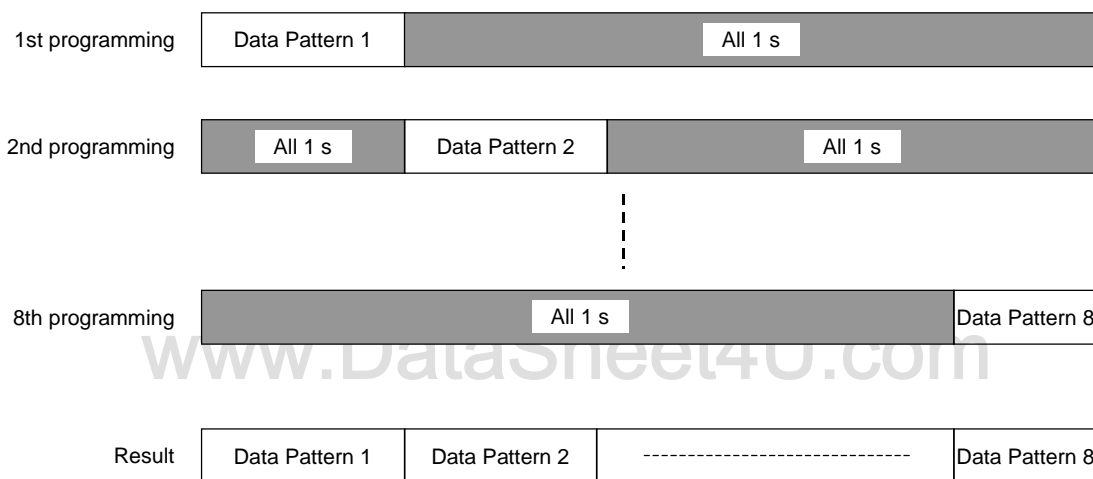 1st programming Data Pattern 1 All 1 s
2nd programming All 1 s Data Pattern 2 All 1 s
8th programming All 1 s Data Pattern 8
www.DataSheet4U.com
Result Data Pattern 1 Data Pattern 2 Data Pattern 8